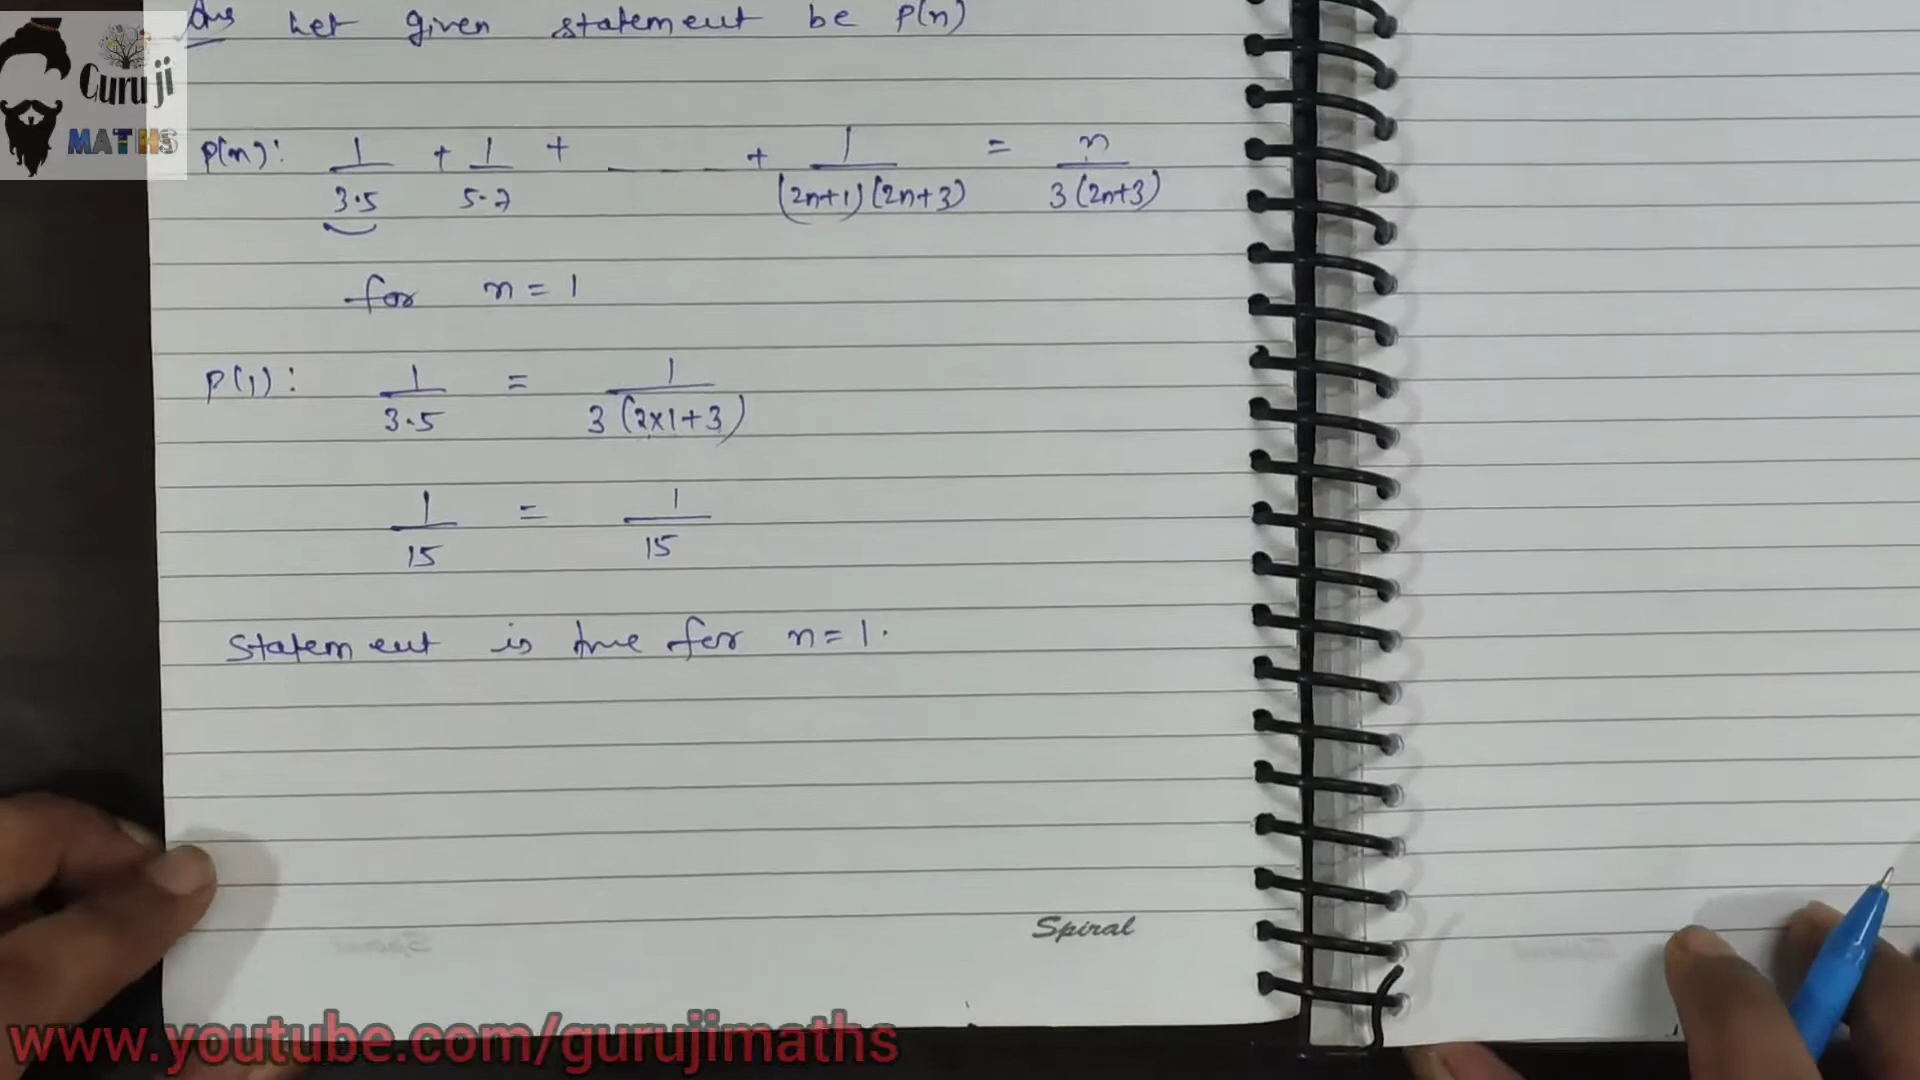 Ans Let given statement be P(n)
Guruji
MATHS
P(n): 1/3·5 + 1/5·7 + ____ + 1/(2n+1)(2n+3) = n/3(2n+3)
for n = 1
P(1): 1/3·5 = 1/3(2×1+3)
1/15 = 1/15
Statement is true for n=1.
Spiral
www.youtube.com/gurujimaths